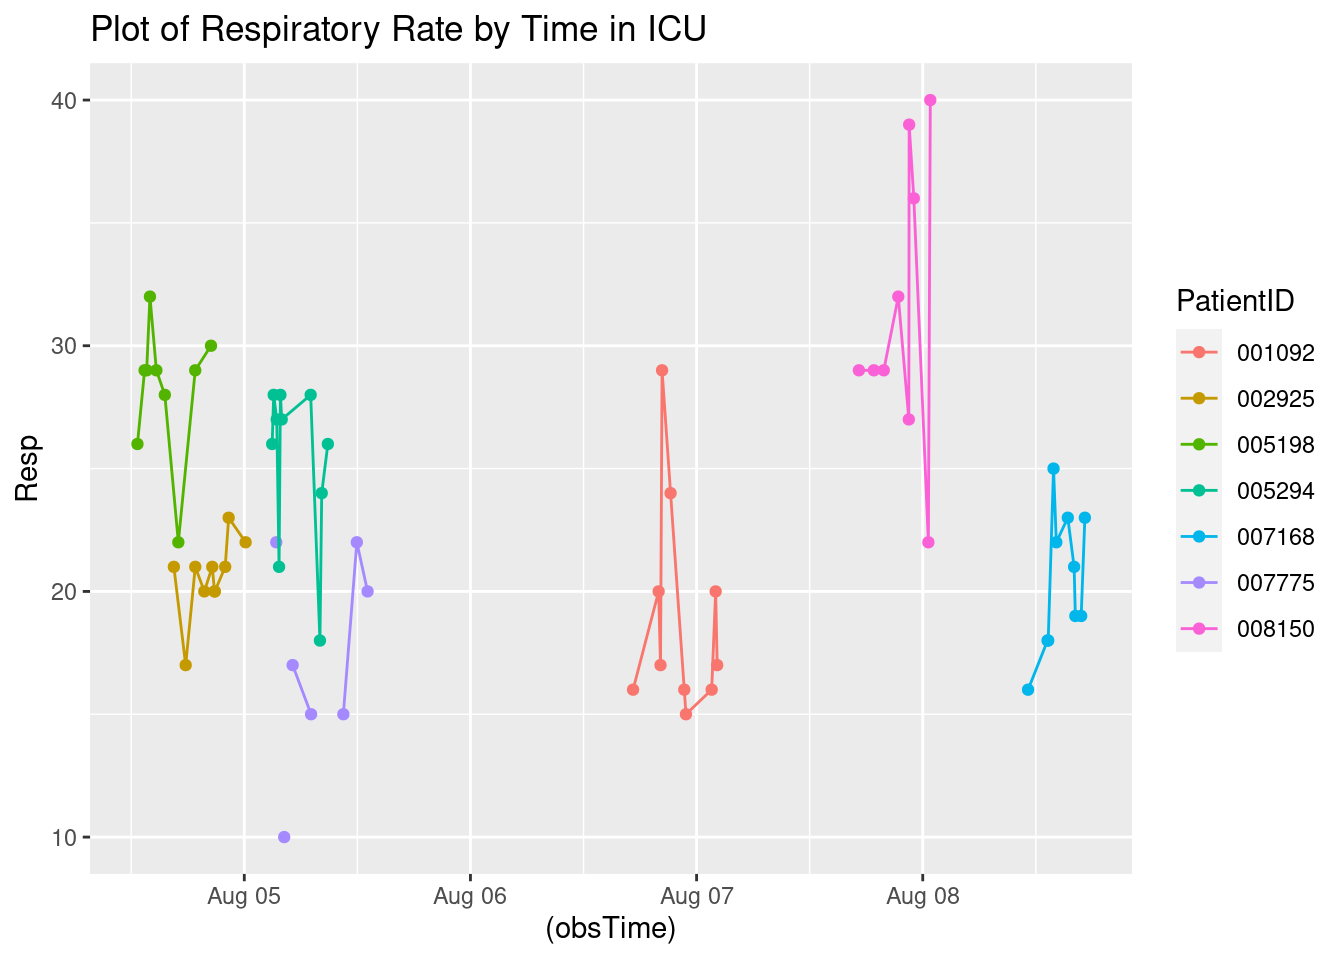 Plot of Respiratory Rate by Time in ICU
40
30
20
10
Resp
Aug 05
Aug 06
Aug 07
Aug 08
(obsTime)
PatientID
001092
002925
005198
005294
007168
007775
008150